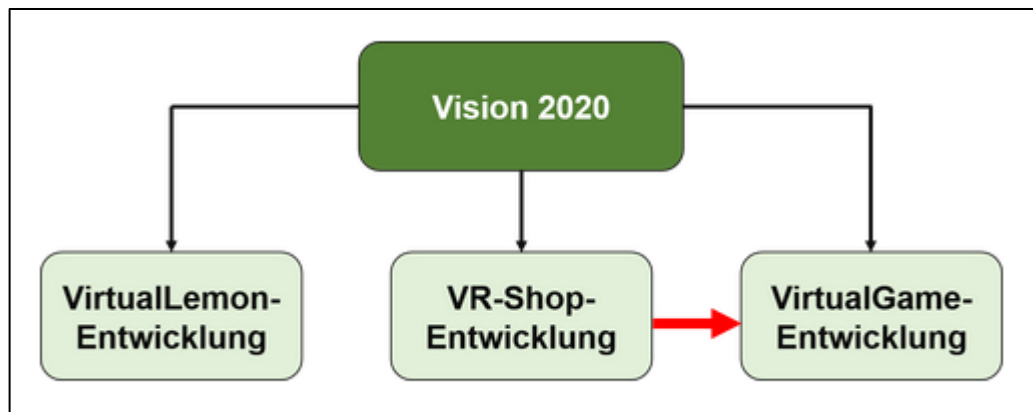 Vision 2020
VirtualLemon-
Entwicklung
VR-Shop-
Entwicklung
VirtualGame-
Entwicklung